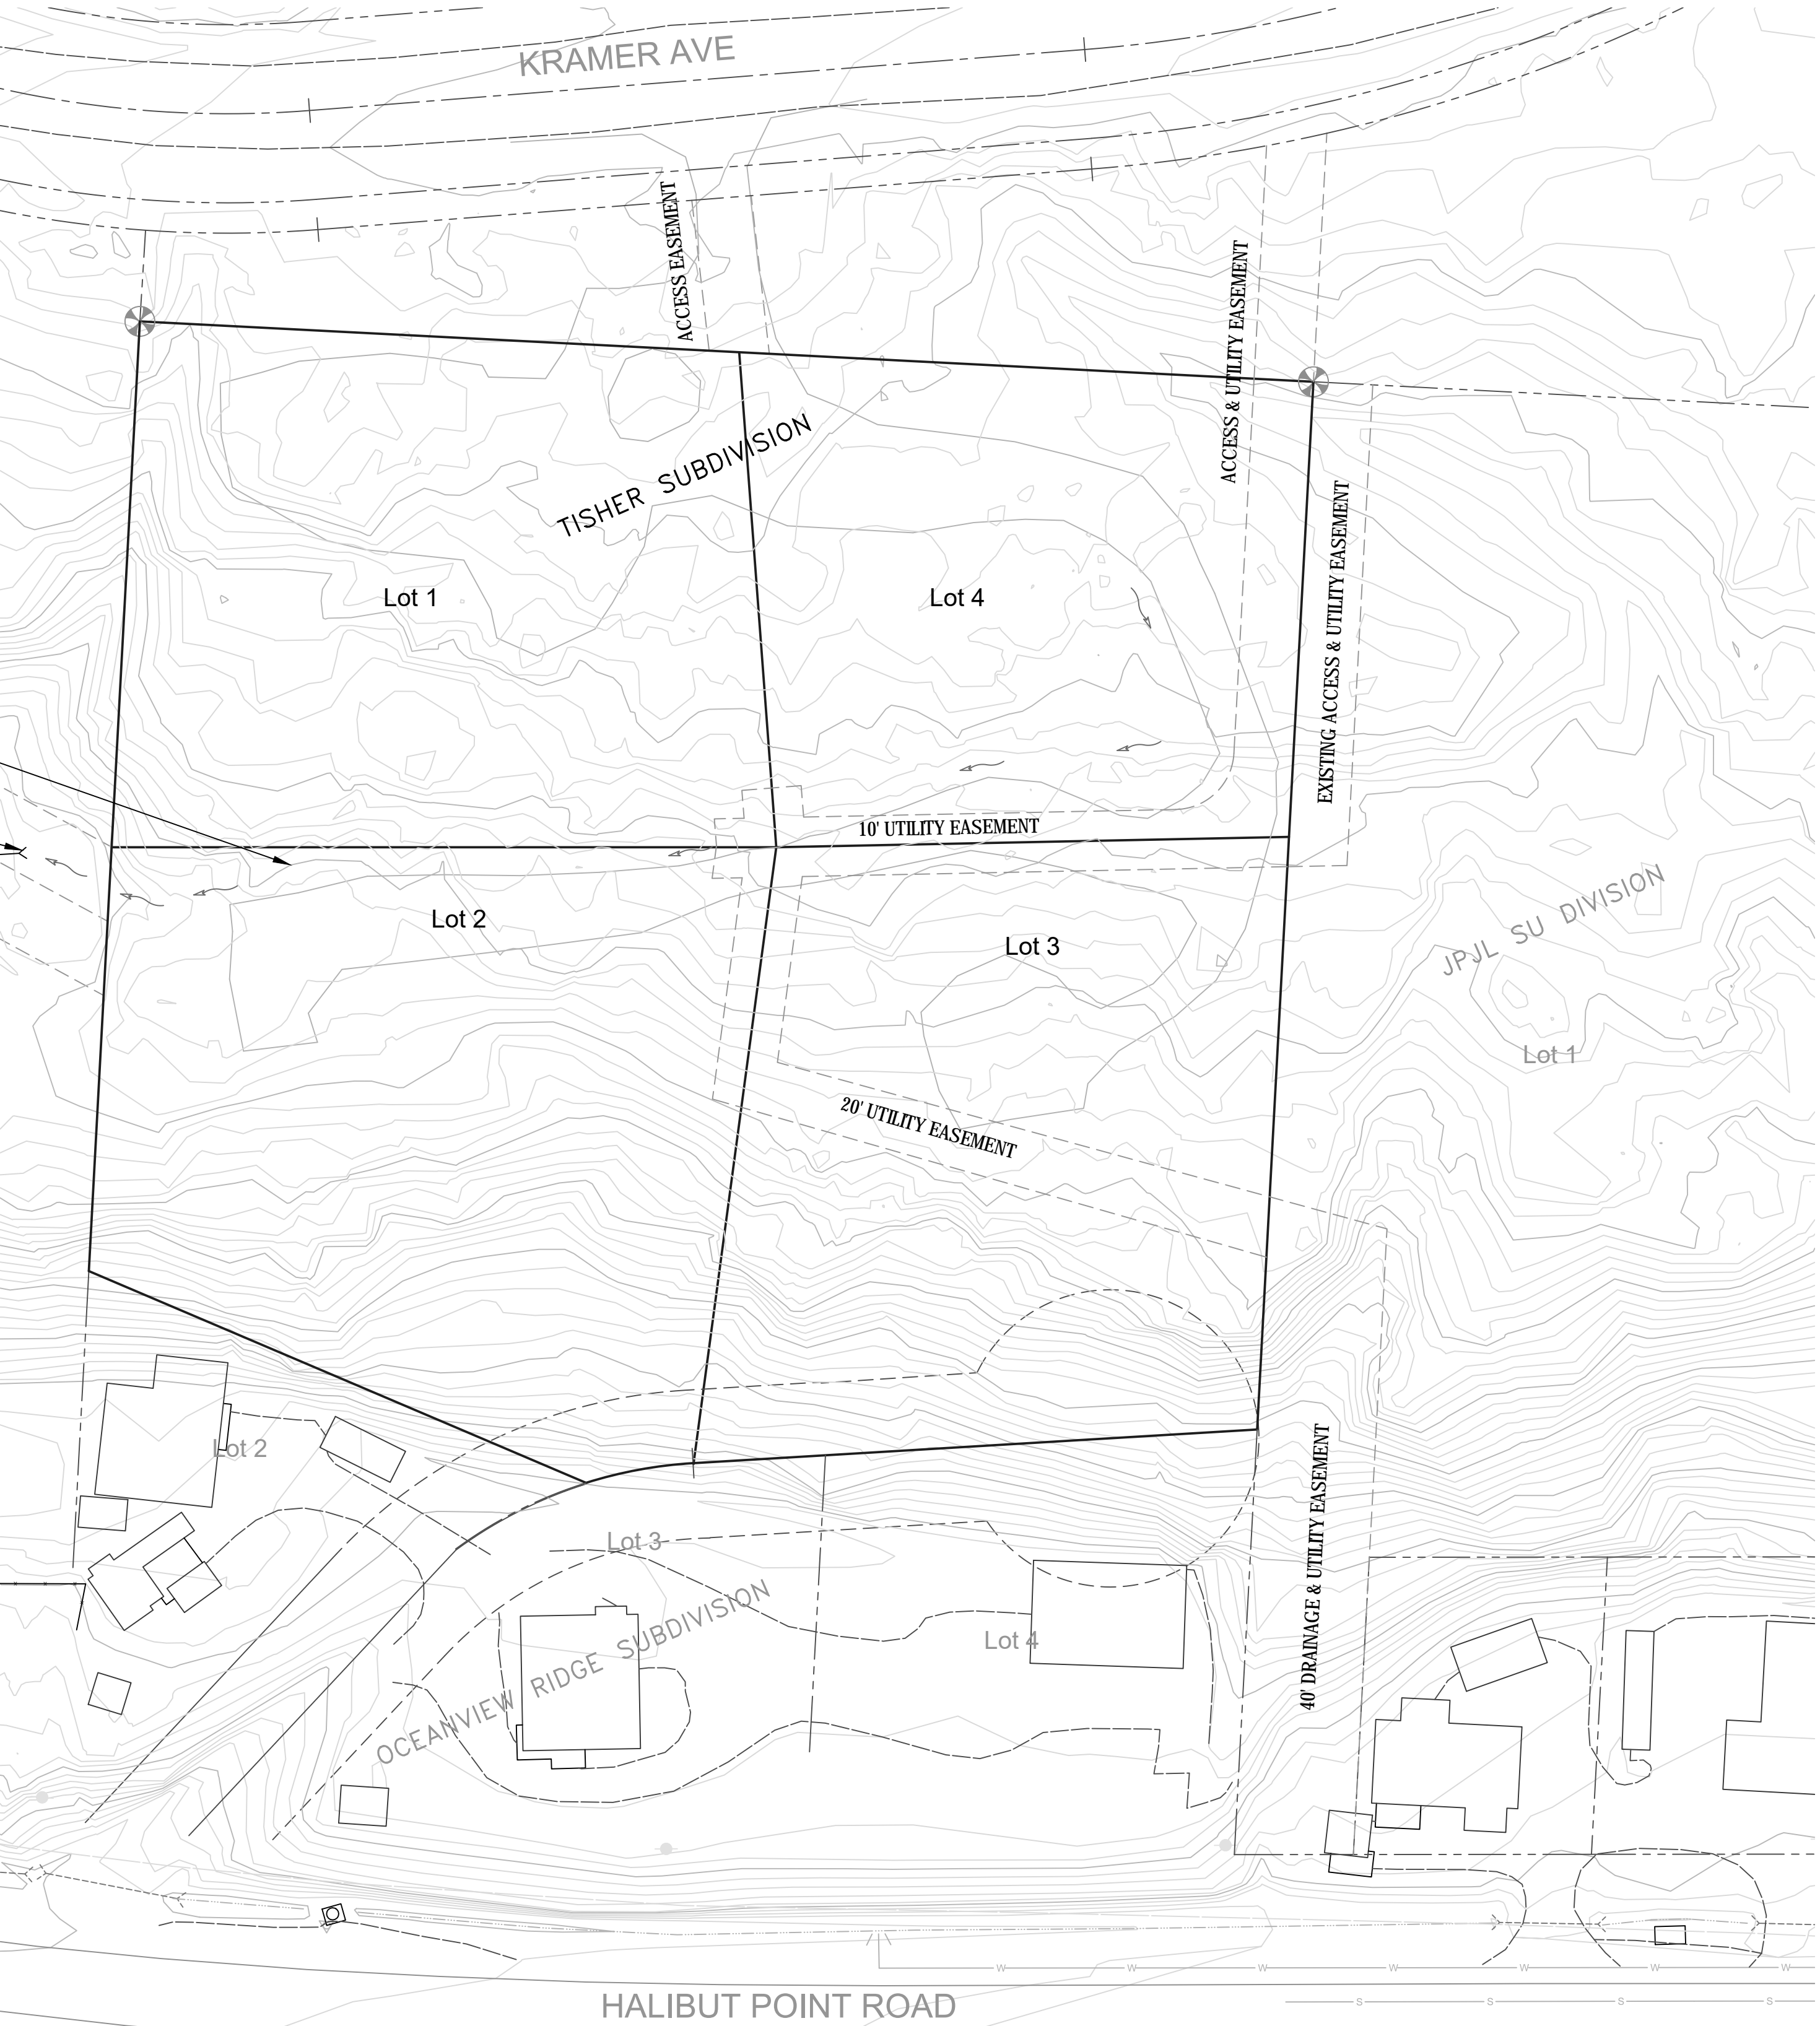 KRAMER AVE
ACCESS EASEMENT
ACCESS & UTILITY EASEMENT
TISHER SUBDIVISION
EXISTING ACCESS & UTILITY EASEMENT
Lot 1
Lot 4
10' UTILITY EASEMENT
Lot 2
Lot 3
JPJL SU DIVISION
Lot 1
20' UTILITY EASEMENT
40' DRAINAGE & UTILITY EASEMENT
Lot 2
Lot 3
Lot 4
OCEANVIEW RIDGE SUBDIVISION
W W W W W W W
HALIBUT POINT ROAD
S S S S